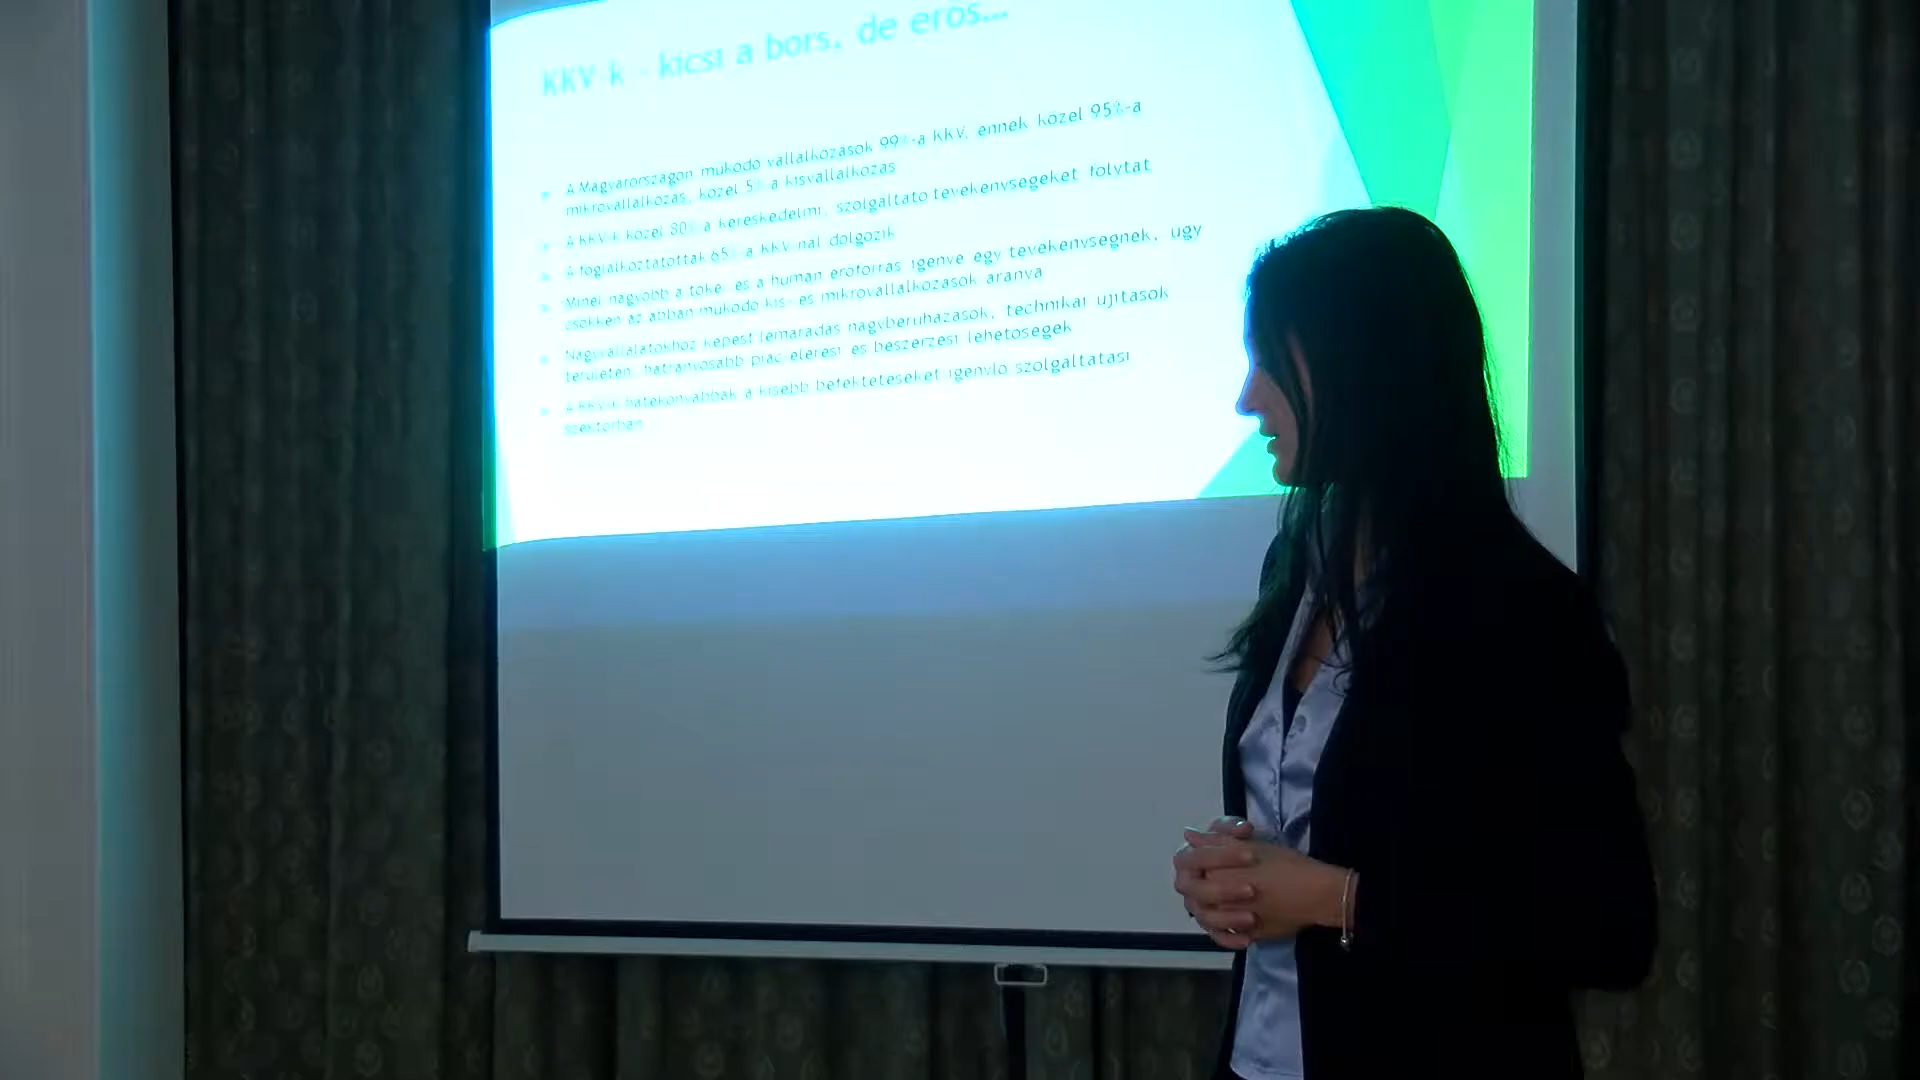 KKV-k - kicsi a bors, de erős...
A Magyarországon működő vállalkozások 99%-a KKV, ennek közel 95%-a
mikrovállalkozás, közel 5%-a kisvállalkozás
A KKV-k közel 80%-a kereskedelmi, szolgáltató tevékenységeket folytat
A foglalkoztatottak 65%-a KKV-nál dolgozik
Minél nagyobb a tőke- és a humán erőforrás igénye egy tevékenységnek, úgy
csökken az abban működő kis- és mikrovállalkozások aránya
Nagyvállalatokhoz képest lemaradás nagyberuházások, technikai újítások
területén, hátrányosabb piac-elérési és beszerzési lehetőségek
A KKV-k hatékonyabbak a kisebb befektetéseket igénylő szolgáltatási
szektorban